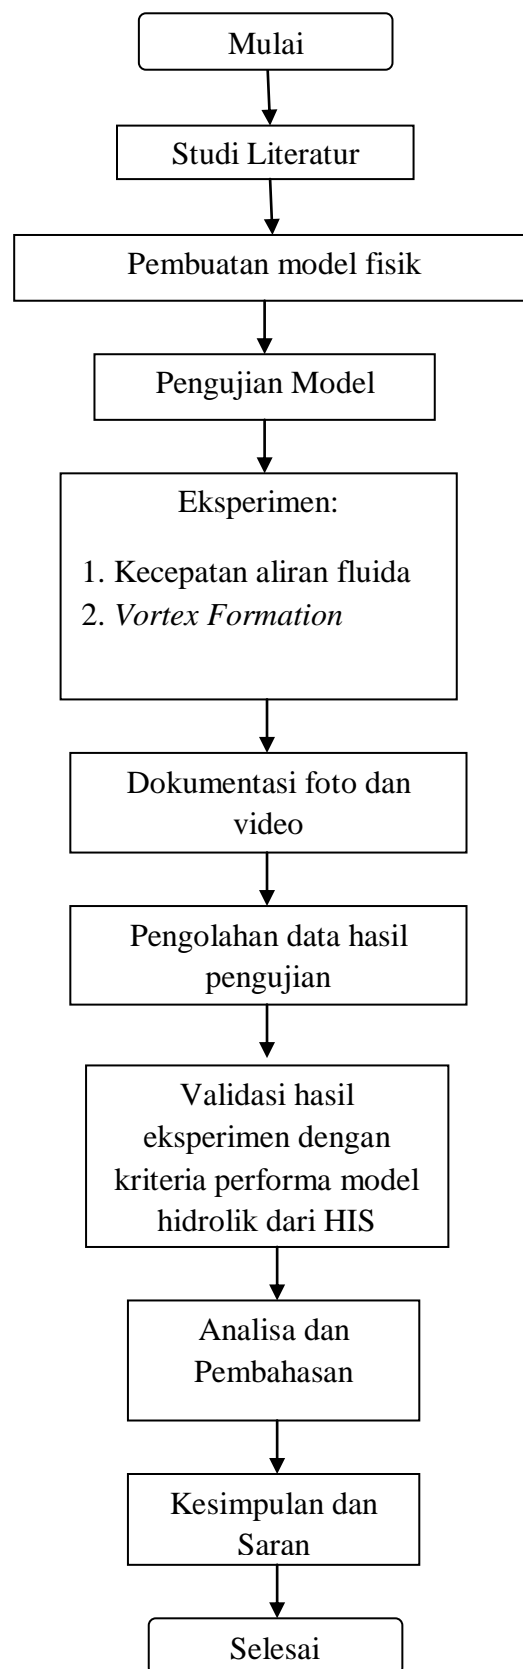 Mulai
Studi Literatur
Pembuatan model fisik
Pengujian Model
Eksperimen:
1. Kecepatan aliran fluida
2. Vortex Formation
Dokumentasi foto dan
video
Pengolahan data hasil
pengujian
Validasi hasil
eksperimen dengan
kriteria performa model
hidrolik dari HIS
Analisa dan
Pembahasan
Kesimpulan dan
Saran
Selesai